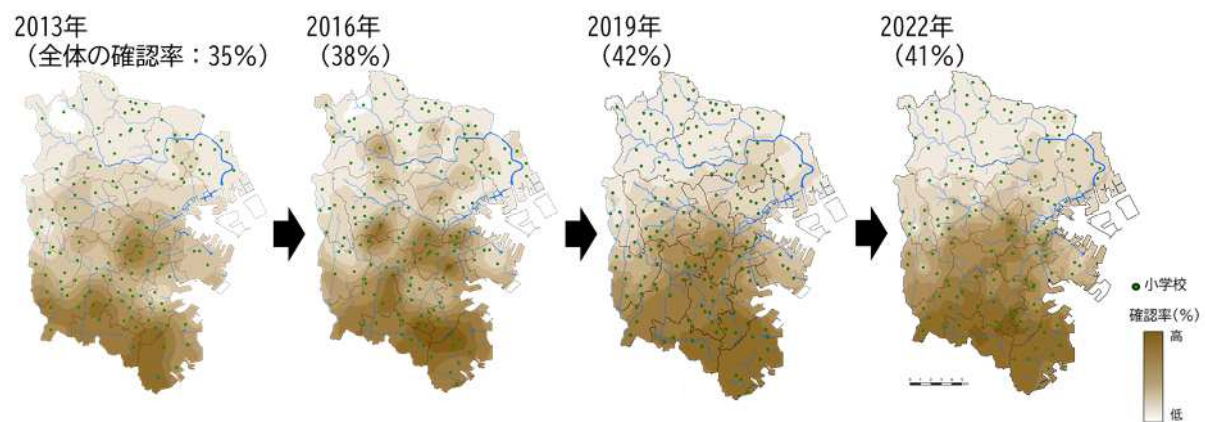 2013年
（全体の確認率：35%）
2016年
（38%）
2019年
（42%）
2022年
（41%）
小学校
確認率(%)
高
低